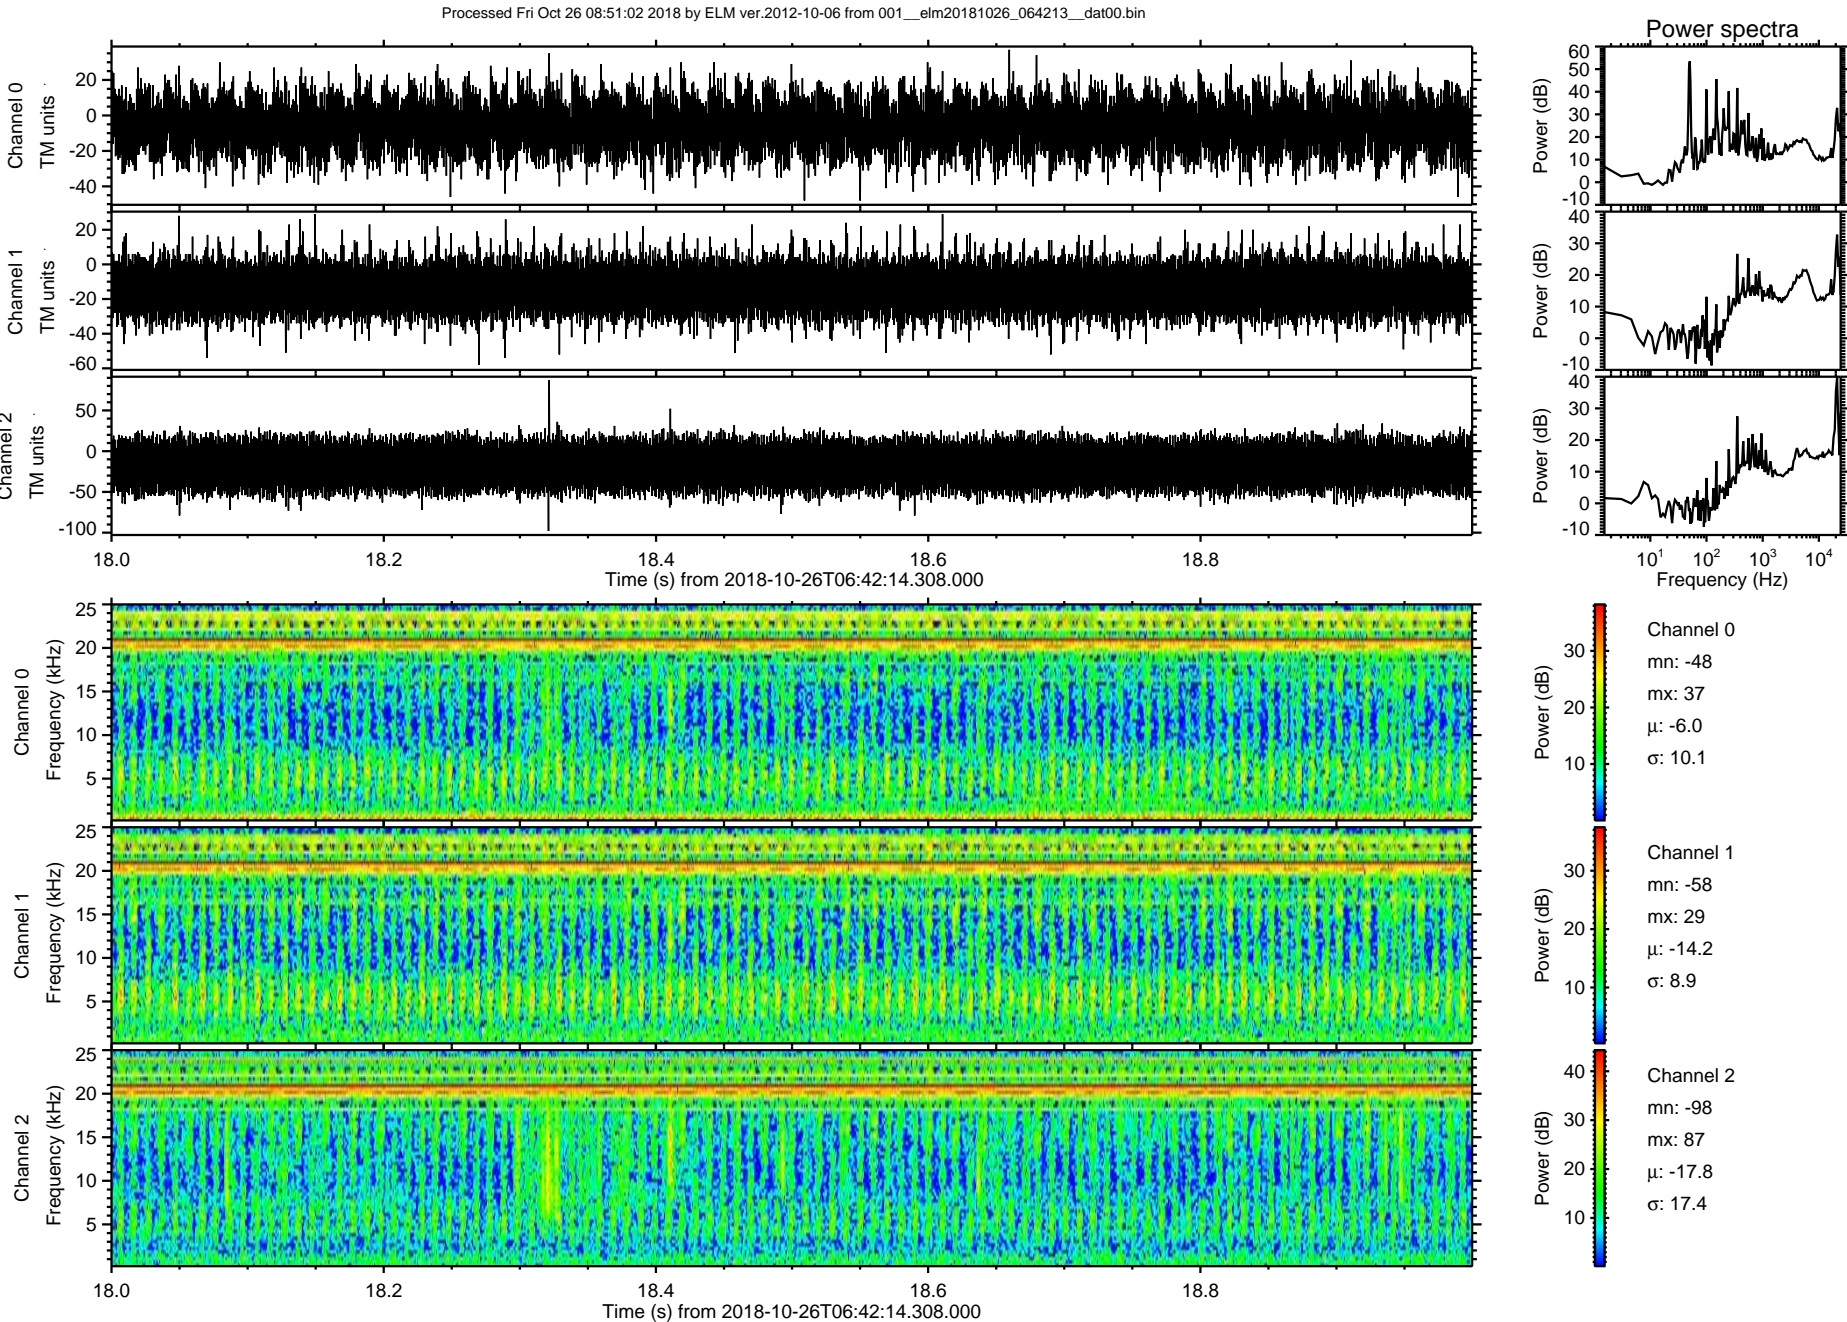 Processed Fri Oct 26 08:51:02 2018 by ELM ver.2012-10-06 from 001__elm20181026_064213__dat00.bin
Power spectra
Channel 0
TM units
20
0
-20
-40
Power (dB)
60
50
40
30
20
10
0
-10
Channel 1
TM units
20
0
-20
-40
-60
Power (dB)
40
30
20
10
0
-10
Channel 2
TM units
50
0
-50
-100
Power (dB)
40
30
20
10
0
-10
18.0 18.2 18.4 18.6 18.8
Time (s) from 2018-10-26T06:42:14.308.000
10^1 10^2 10^3 10^4
Frequency (Hz)
Channel 0
Frequency (kHz)
25
20
15
10
5
Power (dB)
30
20
10
Channel 0
mn: -48
mx: 37
μ: -6.0
σ: 10.1
Channel 1
Frequency (kHz)
25
20
15
10
5
Power (dB)
30
20
10
Channel 1
mn: -58
mx: 29
μ: -14.2
σ: 8.9
Channel 2
Frequency (kHz)
25
20
15
10
5
Power (dB)
40
30
20
10
Channel 2
mn: -98
mx: 87
μ: -17.8
σ: 17.4
18.0 18.2 18.4 18.6 18.8
Time (s) from 2018-10-26T06:42:14.308.000